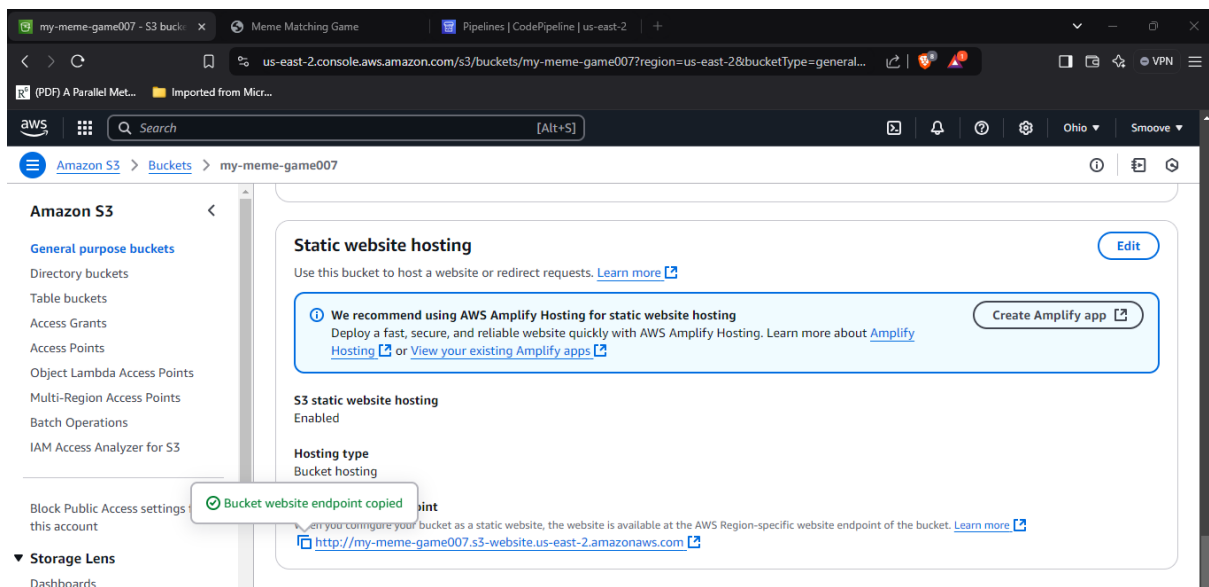 my-meme-game007 - S3 bucke
Meme Matching Game
Pipelines | CodePipeline | us-east-2
us-east-2.console.aws.amazon.com/s3/buckets/my-meme-game007?region=us-east-2&bucketType=general...
VPN
(PDF) A Parallel Met...
Imported from Micr...
aws
Search
[Alt+S]
Ohio
Smoove
Amazon S3 > Buckets > my-meme-game007
Amazon S3
General purpose buckets
Directory buckets
Table buckets
Access Grants
Access Points
Object Lambda Access Points
Multi-Region Access Points
Batch Operations
IAM Access Analyzer for S3
Block Public Access settings
this account
Storage Lens
Dashboards
Static website hosting
Edit
Use this bucket to host a website or redirect requests. Learn more
We recommend using AWS Amplify Hosting for static website hosting
Create Amplify app
Deploy a fast, secure, and reliable website quickly with AWS Amplify Hosting. Learn more about Amplify
Hosting or View your existing Amplify apps
S3 static website hosting
Enabled
Hosting type
Bucket hosting
Bucket website endpoint copied
you configure your bucket as a static website, the website is available at the AWS Region-specific website endpoint of the bucket. Learn more
http://my-meme-game007.s3-website.us-east-2.amazonaws.com